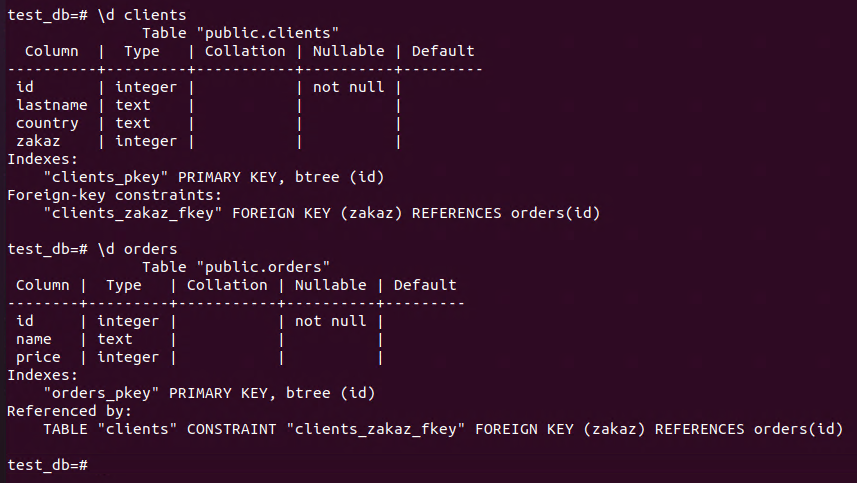 test_db=# \d clients
               Table "public.clients"
  Column  |  Type   | Collation | Nullable | Default
----------+---------+-----------+----------+---------
 id       | integer |           | not null |
 lastname | text    |           |          |
 country  | text    |           |          |
 zakaz    | integer |           |          |
Indexes:
    "clients_pkey" PRIMARY KEY, btree (id)
Foreign-key constraints:
    "clients_zakaz_fkey" FOREIGN KEY (zakaz) REFERENCES orders(id)

test_db=# \d orders
               Table "public.orders"
 Column |  Type   | Collation | Nullable | Default
--------+---------+-----------+----------+---------
 id     | integer |           | not null |
 name   | text    |           |          |
 price  | integer |           |          |
Indexes:
    "orders_pkey" PRIMARY KEY, btree (id)
Referenced by:
    TABLE "clients" CONSTRAINT "clients_zakaz_fkey" FOREIGN KEY (zakaz) REFERENCES orders(id)

test_db=#